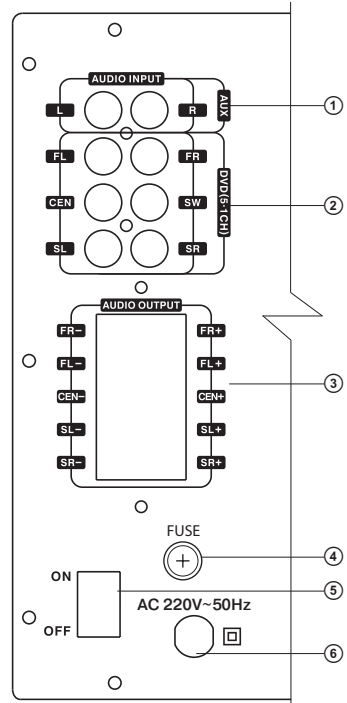 AUDIO INPUT
L R AUX 1
FL FR
CEN SW DVD(5·1CH) 2
SL SR
AUDIO OUTPUT
FR− FR+
FL− FL+
CEN− CEN+ 3
SL− SL+
SR− SR+
FUSE
4
ON
5
AC 220V~50Hz
OFF
6